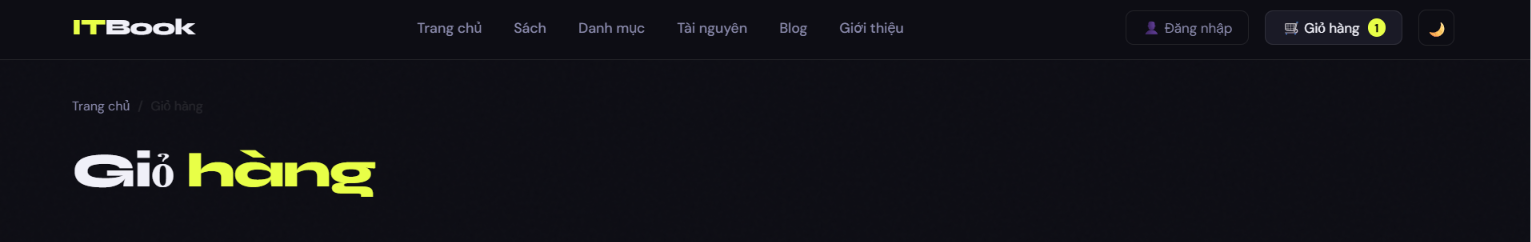 ITBook
Trang chủ Sách Danh mục Tài nguyên Blog Giới thiệu
Đăng nhập Giỏ hàng 1
Trang chủ / Giỏ hàng
Giỏ hàng